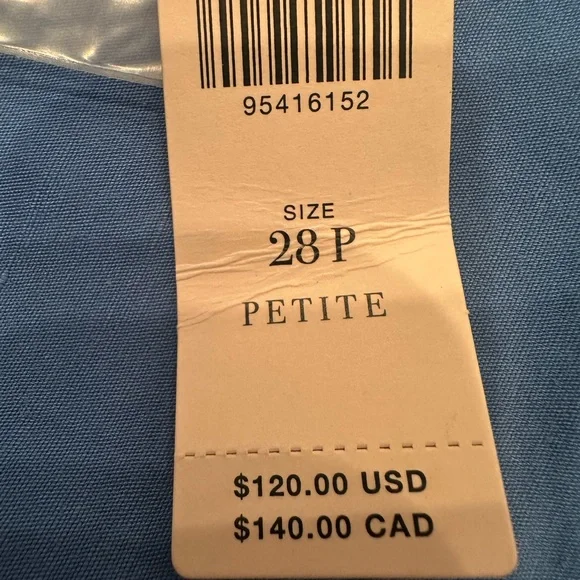 95416152
SIZE
28 P
PETITE
$120.00 USD
$140.00 CAD